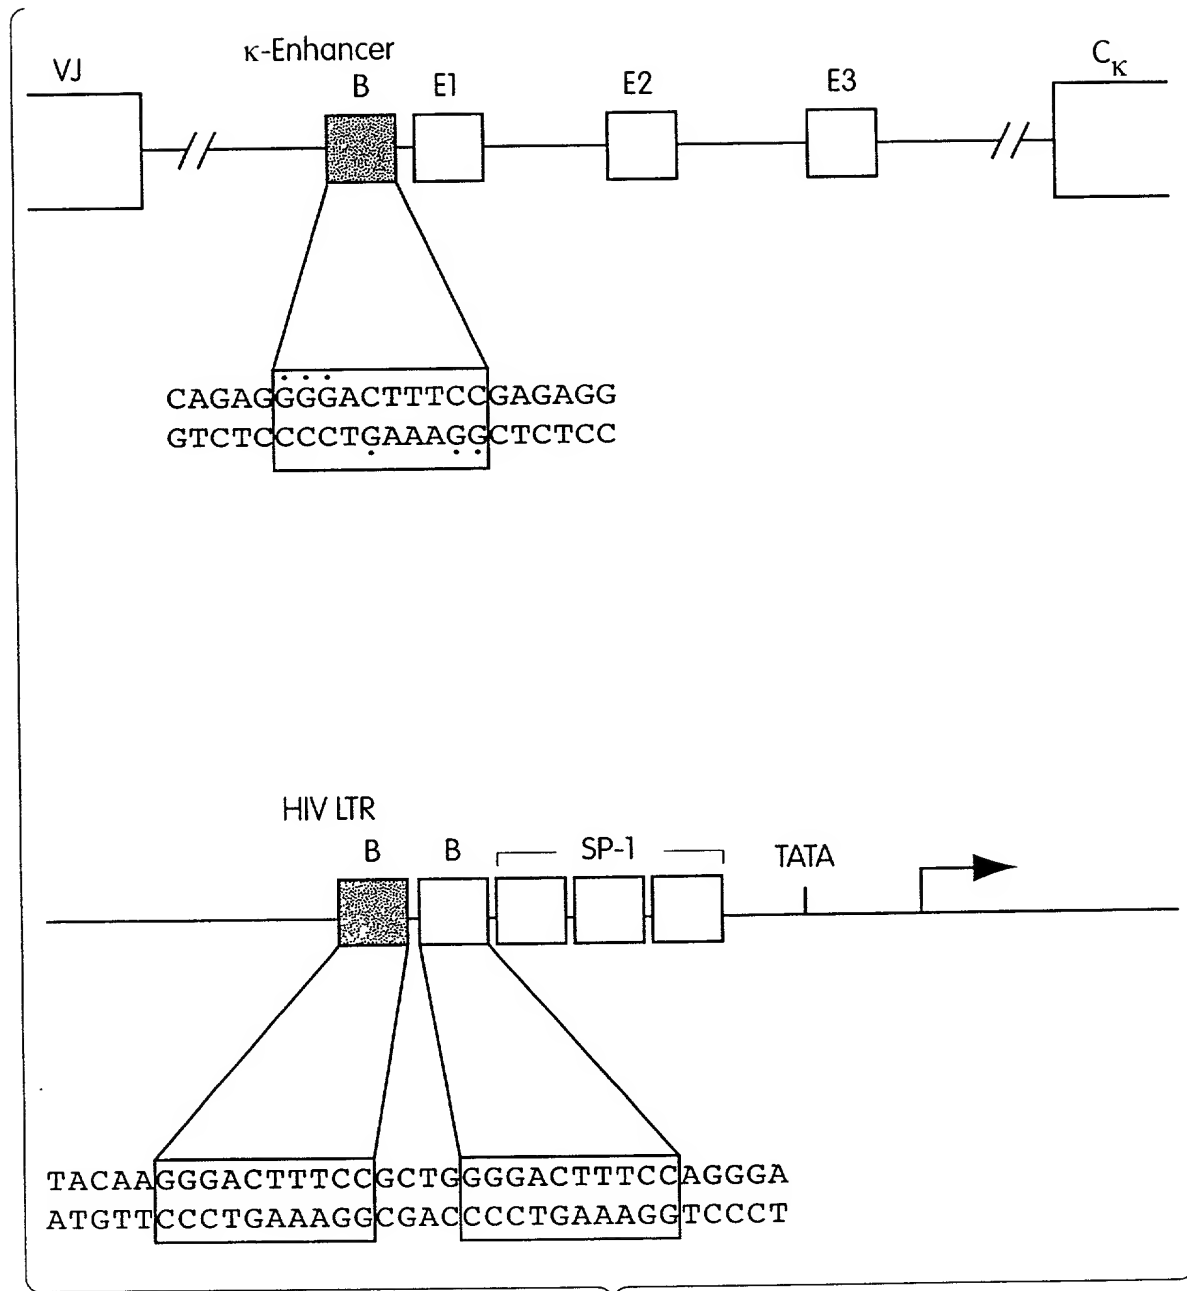 κ-Enhancer
VJ B E1 E2 E3 Cκ
CAGAGGGGACTTTCCGAGAGG
GTCTCCCCTGAAAGGCTCTCC
HIV LTR
B B SP-1 TATA
TACAAGGGACTTTCCGCTGGGGACTTTCCAGGGA
ATGTTCCCTGAAAGGCGACCCCTGAAAGGTCCCT